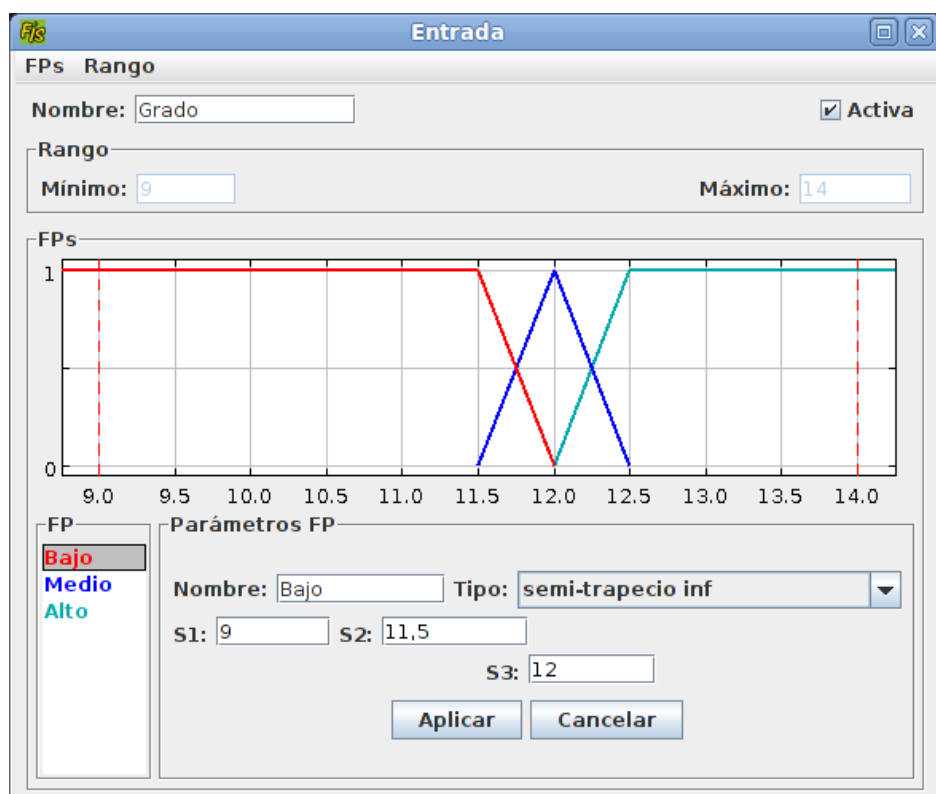 Fis
Entrada
FPs Rango
Nombre: Grado Activa
Rango
Mínimo: 9 Máximo: 14
FPs
1
0
9.0 9.5 10.0 10.5 11.0 11.5 12.0 12.5 13.0 13.5 14.0
FP
Bajo
Medio
Alto
Parámetros FP
Nombre: Bajo Tipo: semi-trapecio inf
S1: 9 S2: 11,5
S3: 12
Aplicar Cancelar